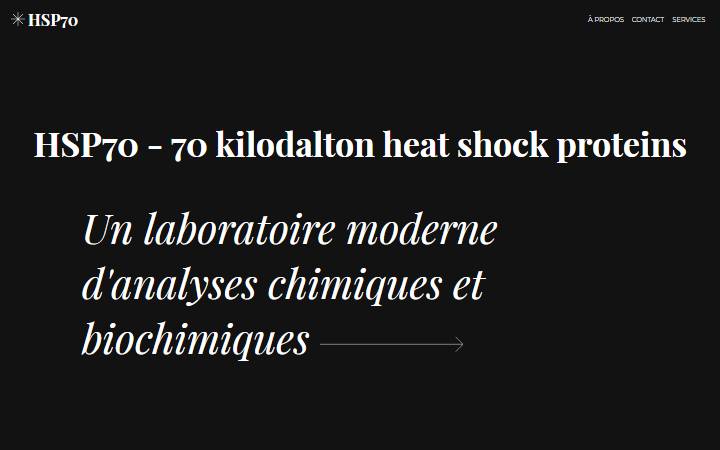 HSP70
À PROPOS CONTACT SERVICES
HSP70 - 70 kilodalton heat shock proteins
Un laboratoire moderne
d'analyses chimiques et
biochimiques